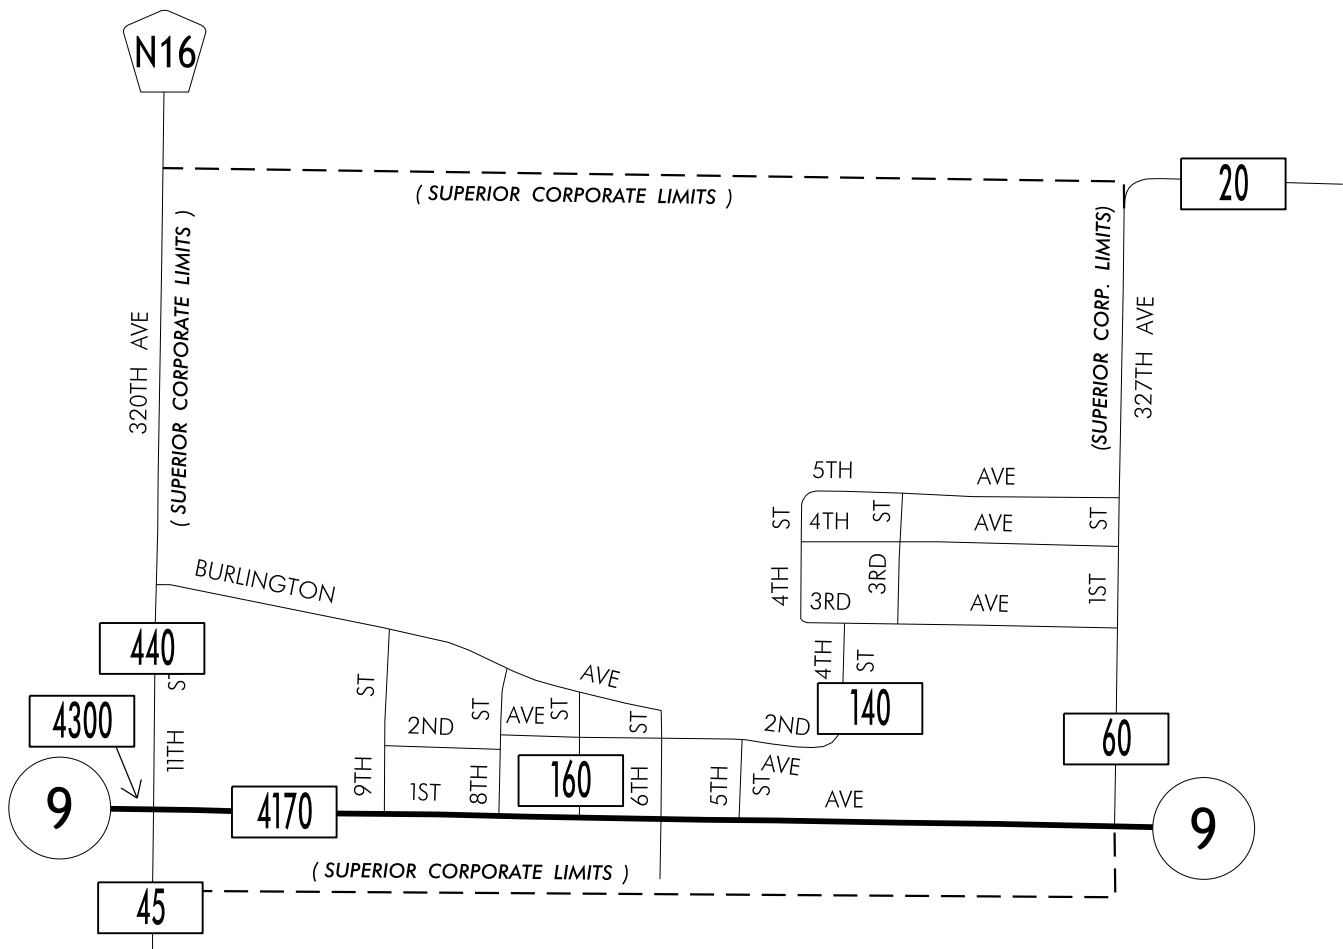 N16
20
( SUPERIOR CORPORATE LIMITS )
( SUPERIOR CORPORATE LIMITS )
(SUPERIOR CORP. LIMITS)
320TH AVE
327TH AVE
5TH AVE
4TH AVE
3RD AVE
4TH ST
3RD ST
1ST ST
BURLINGTON AVE
440
4300
11TH ST
9TH ST
8TH ST
ST
6TH ST
5TH ST
4TH ST
2ND AVE
2ND AVE
140
60
160
1ST AVE
9
4170
9
( SUPERIOR CORPORATE LIMITS )
45